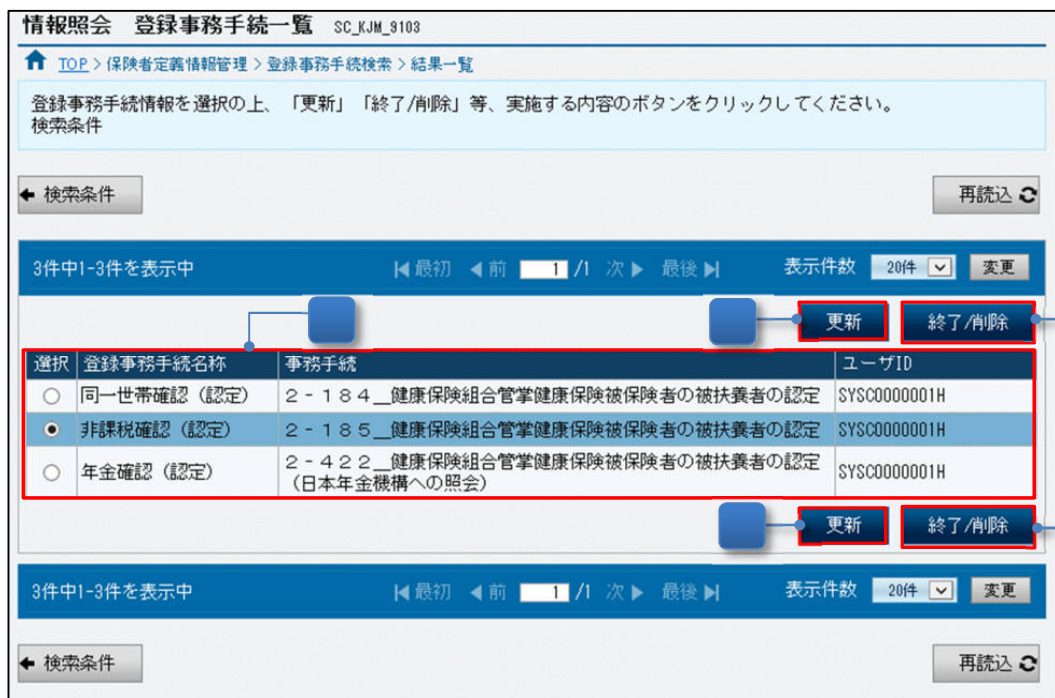 情報照会　登録事務手続一覧 SC_KJM_9103
TOP > 保険者定義情報管理 > 登録事務手続検索 > 結果一覧
登録事務手続情報を選択の上、「更新」「終了/削除」等、実施する内容のボタンをクリックしてください。
検索条件
検索条件 再読込
3件中1-3件を表示中 最初 前 1 /1 次 最後 表示件数 20件 変更
更新 終了/削除
選択 登録事務手続名称 事務手続 ユーザID
同一世帯確認（認定） ２－１８４＿健康保険組合管掌健康保険被保険者の被扶養者の認定 SYSC0000001H
非課税確認（認定） ２－１８５＿健康保険組合管掌健康保険被保険者の被扶養者の認定 SYSC0000001H
年金確認（認定） ２－４２２＿健康保険組合管掌健康保険被保険者の被扶養者の認定 SYSC0000001H
（日本年金機構への照会）
更新 終了/削除
3件中1-3件を表示中 最初 前 1 /1 次 最後 表示件数 20件 変更
検索条件 再読込